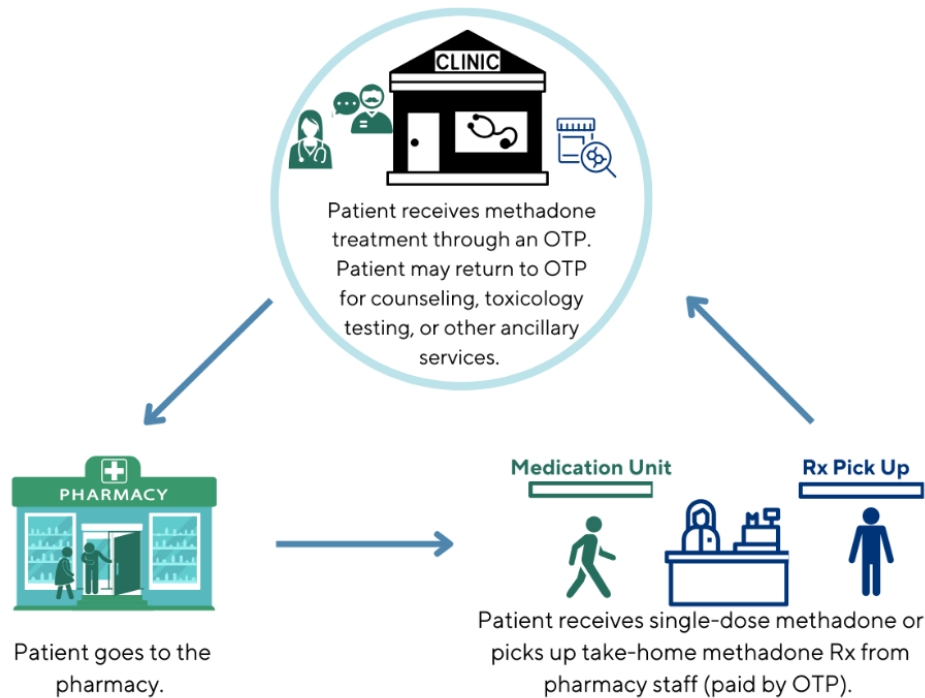 CLINIC
Patient receives methadone
treatment through an OTP.
Patient may return to OTP
for counseling, toxicology
testing, or other ancillary
services.
PHARMACY
Patient goes to the
pharmacy.
Medication Unit
Rx Pick Up
Patient receives single-dose methadone or
picks up take-home methadone Rx from
pharmacy staff (paid by OTP).